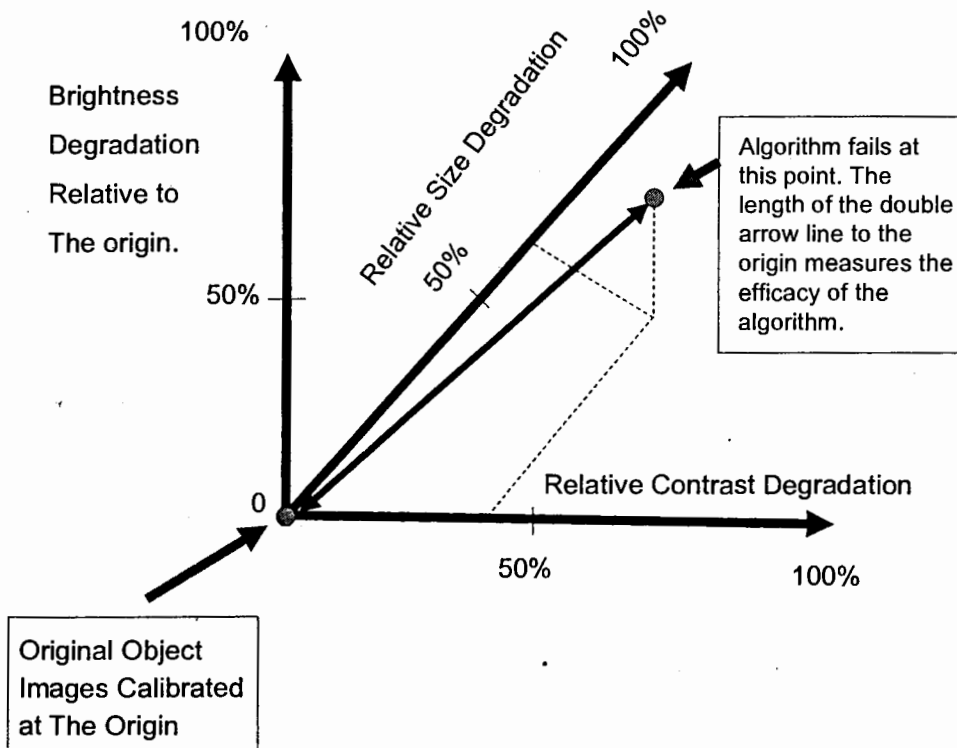 100%
Brightness
Degradation
Relative to
The origin.
50%
0
Relative Size Degradation
50%
100%
Algorithm fails at
this point. The
length of the double
arrow line to the
origin measures the
efficacy of the
algorithm.
Relative Contrast Degradation
50%
100%
Original Object
Images Calibrated
at The Origin